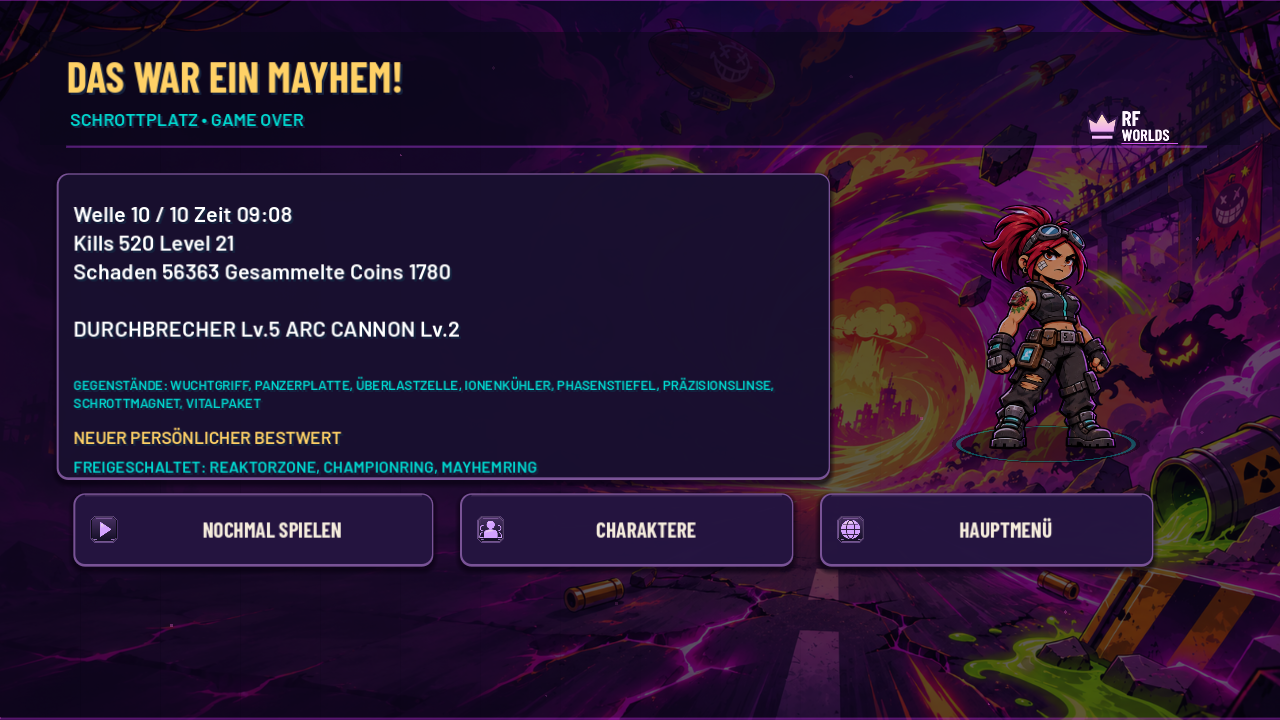 DAS WAR EIN MAYHEM!
SCHROTTPLATZ • GAME OVER
RF
WORLDS
Welle 10 / 10 Zeit 09:08
Kills 520 Level 21
Schaden 56363 Gesammelte Coins 1780
DURCHBRECHER Lv.5 ARC CANNON Lv.2
GEGENSTÄNDE: WUCHTGRIFF, PANZERPLATTE, ÜBERLASTZELLE, IONENKÜHLER, PHASENSTIEFEL, PRÄZISIONSLINSE,
SCHROTTMAGNET, VITALPAKET
NEUER PERSÖNLICHER BESTWERT
FREIGESCHALTET: REAKTORZONE, CHAMPIONRING, MAYHEMRING
NOCHMAL SPIELEN
CHARAKTERE
HAUPTMENÜ